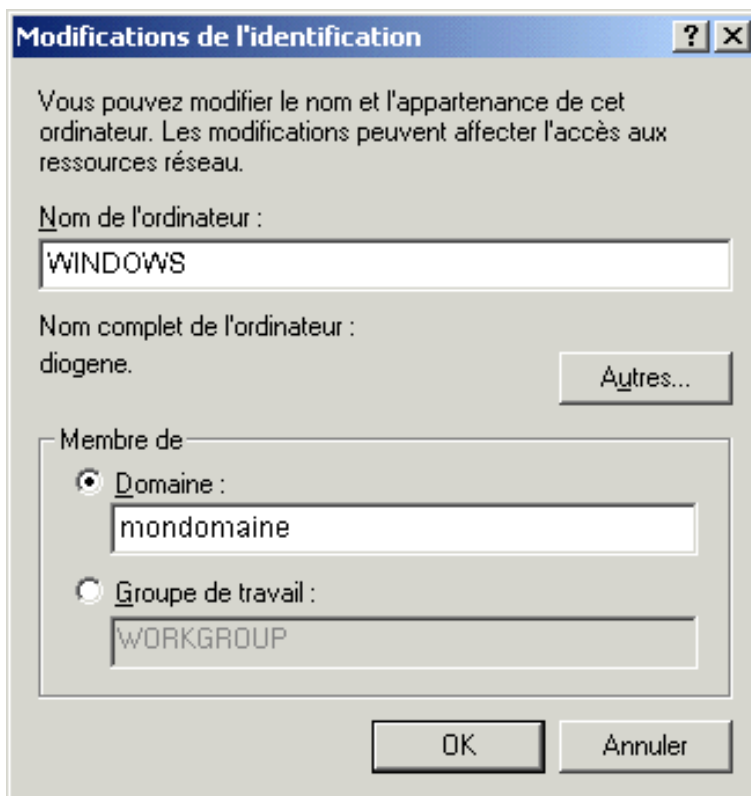 Modifications de l'identification
Vous pouvez modifier le nom et l'appartenance de cet
ordinateur. Les modifications peuvent affecter l'accès aux
ressources réseau.
Nom de l'ordinateur :
WINDOWS
Nom complet de l'ordinateur :
diogene.
Autres...
Membre de
Domaine :
mondomaine
Groupe de travail :
WORKGROUP
OK
Annuler